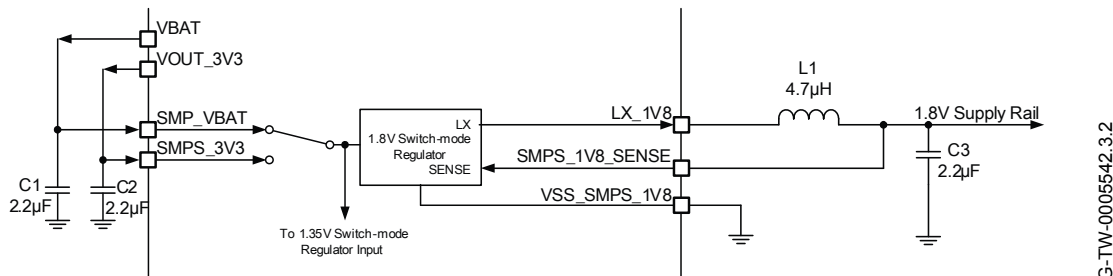 VBAT
VOUT_3V3
SMP_VBAT
SMPS_3V3
C1
2.2µF
C2
2.2µF
LX
1.8V Switch-mode
Regulator
SENSE
To 1.35V Switch-mode
Regulator Input
LX_1V8
SMPS_1V8_SENSE
VSS_SMPS_1V8
L1
4.7µH
1.8V Supply Rail
C3
2.2µF
G-TW-0005542.3.2